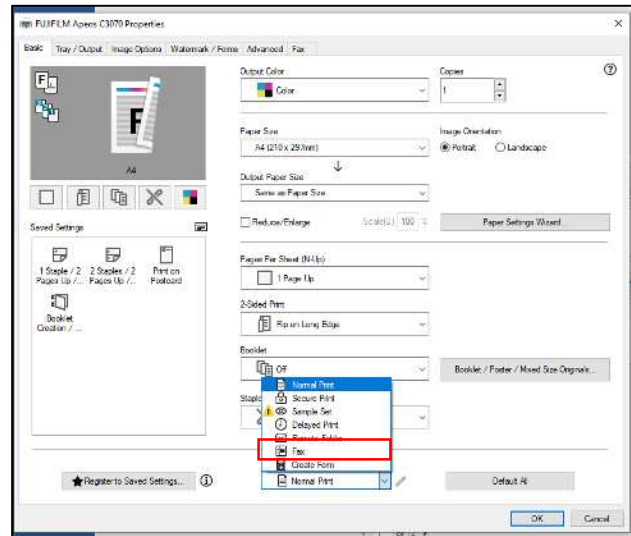 FUJIFILM Apeos C3070 Properties
Basic Tray / Output Image Options Watermark / Forms Advanced Fax
A4
Saved Settings
1 Staple / 2 Pages Up /..
2 Staples / 2 Pages Up /..
Print on Postcard
Booklet Creation / ...
Register to Saved Settings...
Output Color
Color
Copies
1
Paper Size
A4 (210 x 297mm)
Image Orientation
Portrait Landscape
Output Paper Size
Same as Paper Size
Reduce/Enlarge
100 %
Paper Settings Wizard
Pages Per Sheet (N-Up)
1 Page Up
2-Sided Print
Flip on Long Edge
Booklet
Off
Booklet / Poster / Mixed Size Originals...
Staple
Normal Print
Secure Print
Sample Set
Delayed Print
Fax
Create Form
Normal Print
Default All
OK Cancel